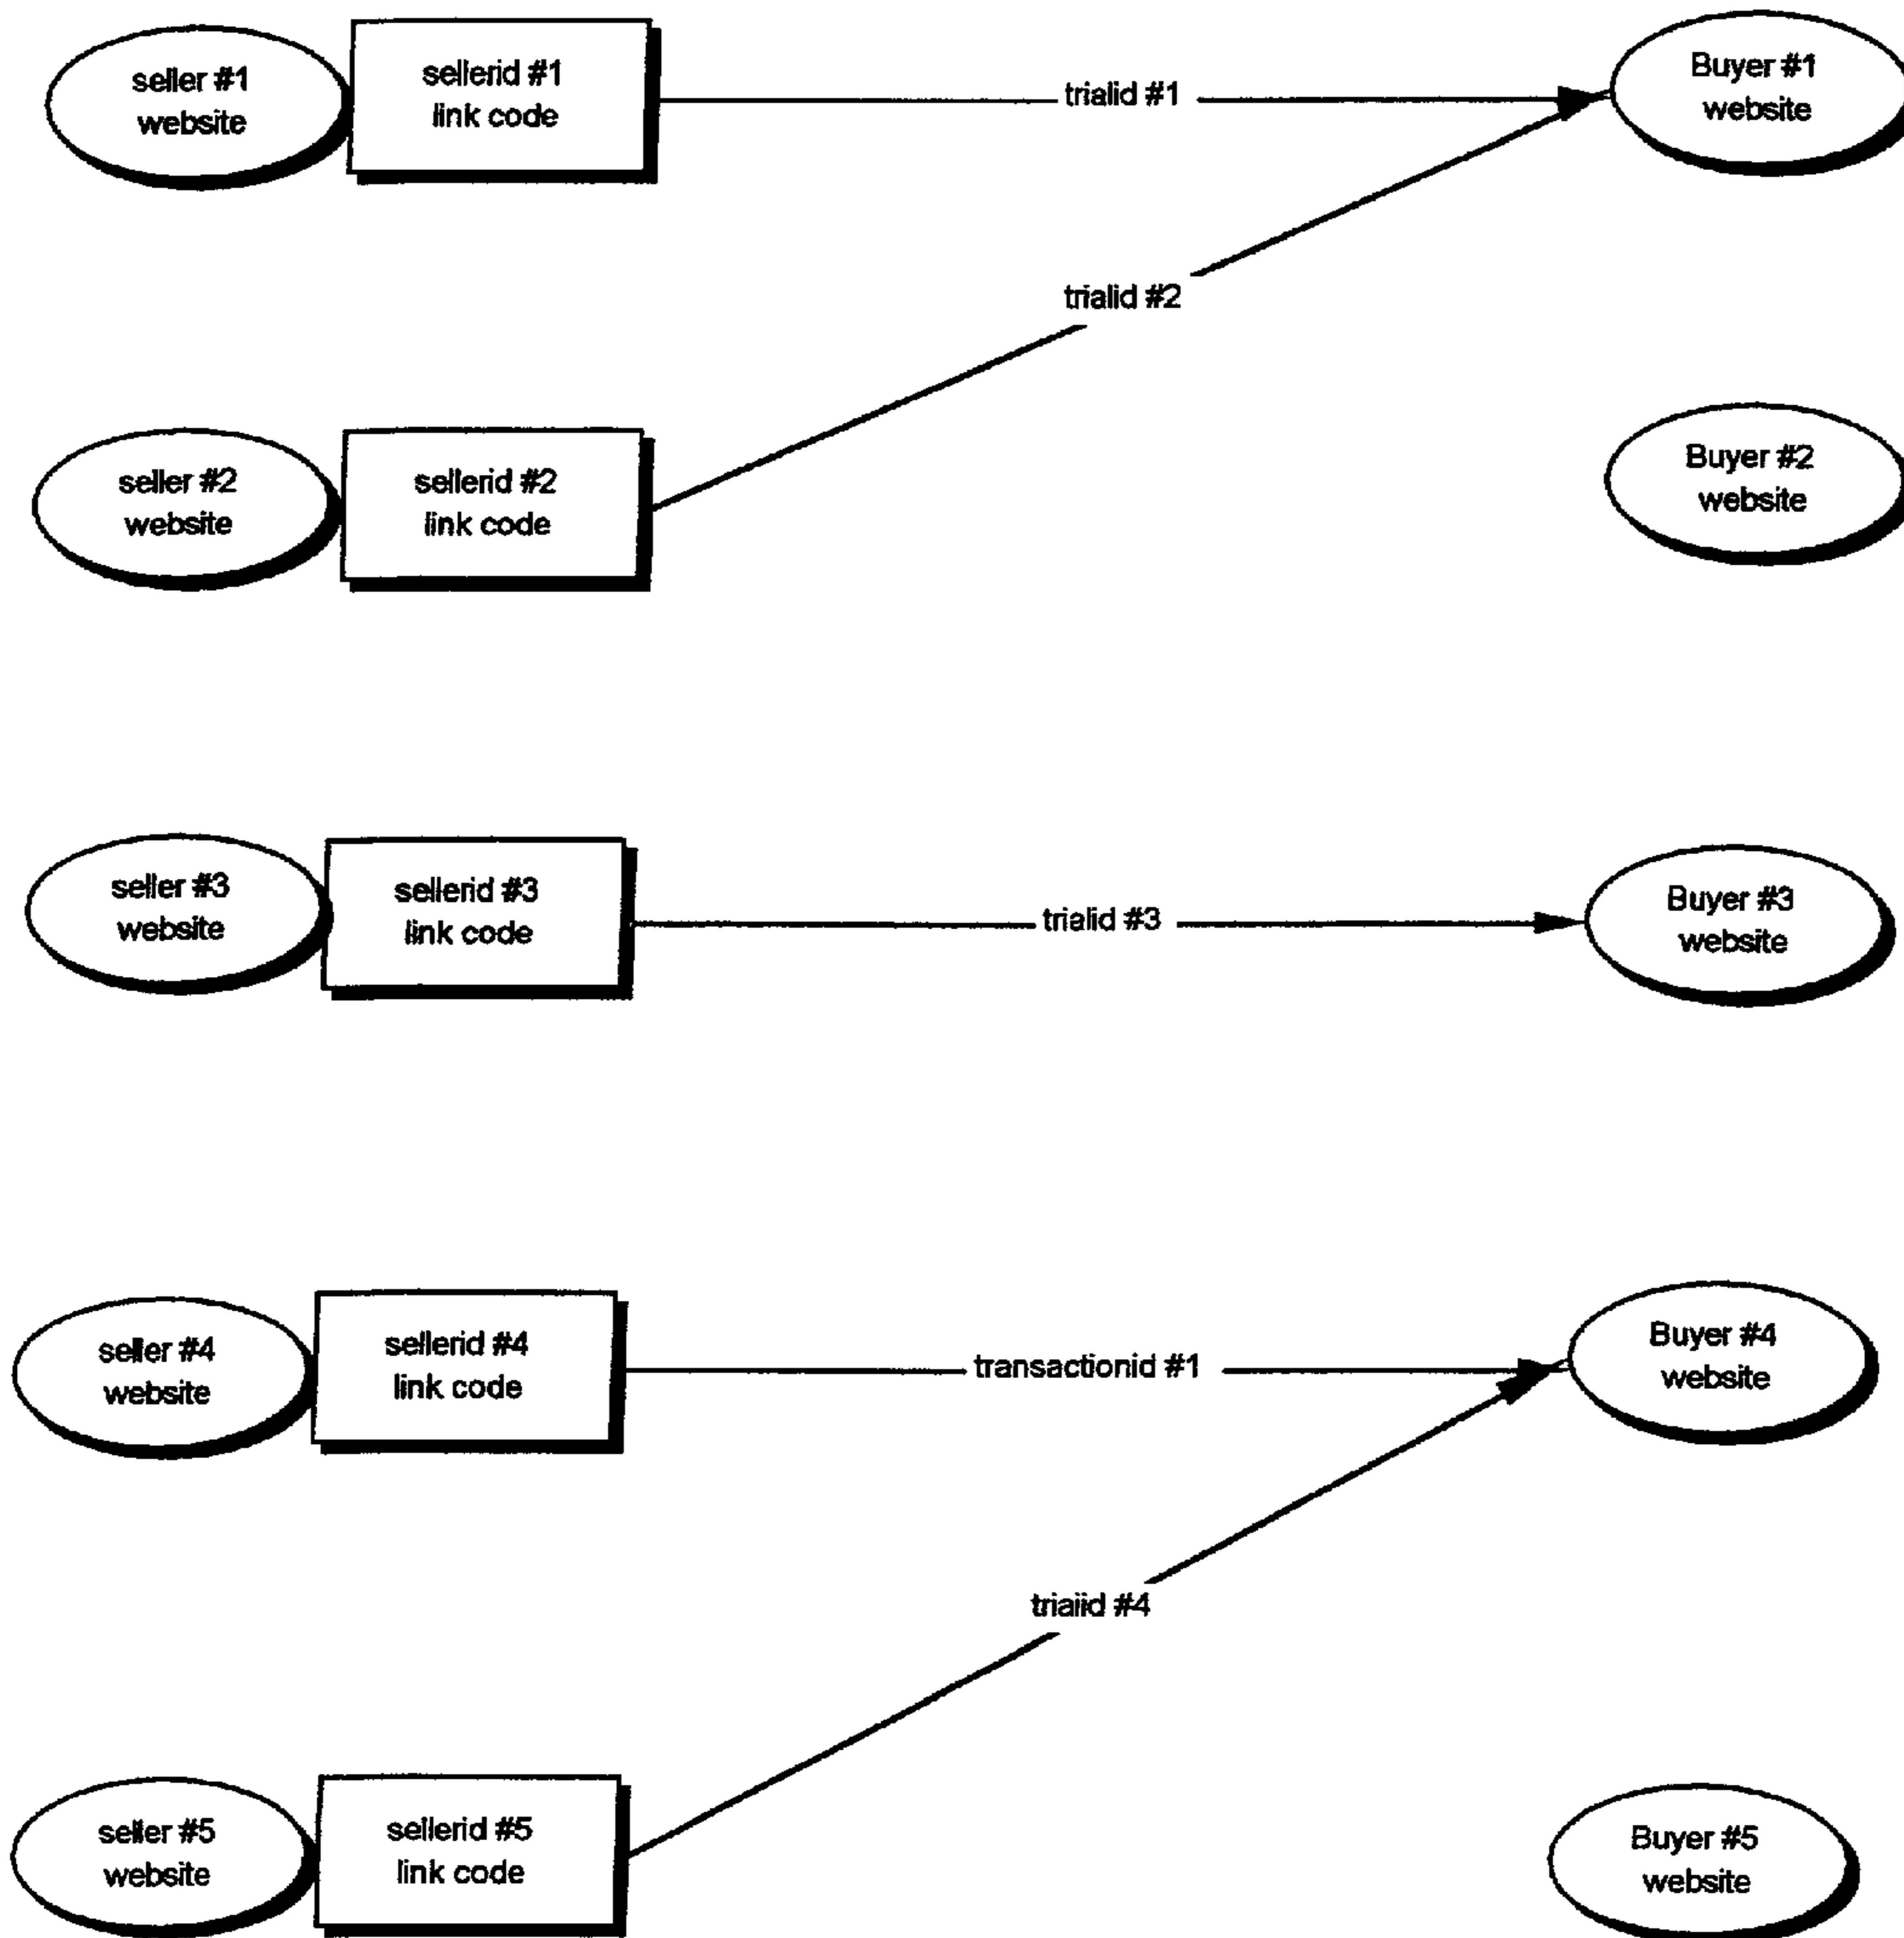 seller #1
website
sellerid #1
link code
trialid #1
Buyer #1
website
trialid #2
seller #2
website
sellerid #2
link code
Buyer #2
website
seller #3
website
sellerid #3
link code
trialid #3
Buyer #3
website
seller #4
website
sellerid #4
link code
transactionid #1
Buyer #4
website
trialid #4
seller #5
website
sellerid #5
link code
Buyer #5
website